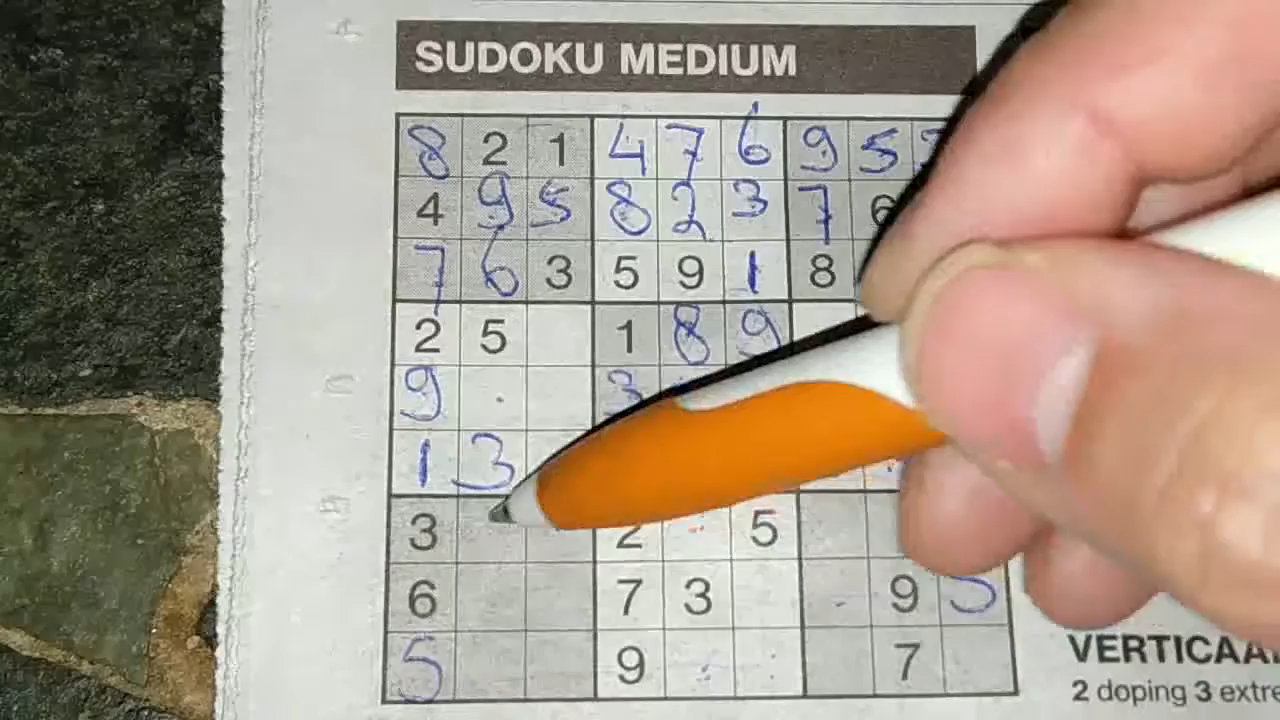 SUDOKU MEDIUM
8 2 1 4 7 6 9 5
4 9 5 8 2 3 7 6
7 6 3 5 9 1 8
2 5 1 8 9
9 3
1 3
3 2 5
6 7 3 9 5
5 9 7
VERTICAA
2 doping 3 extre